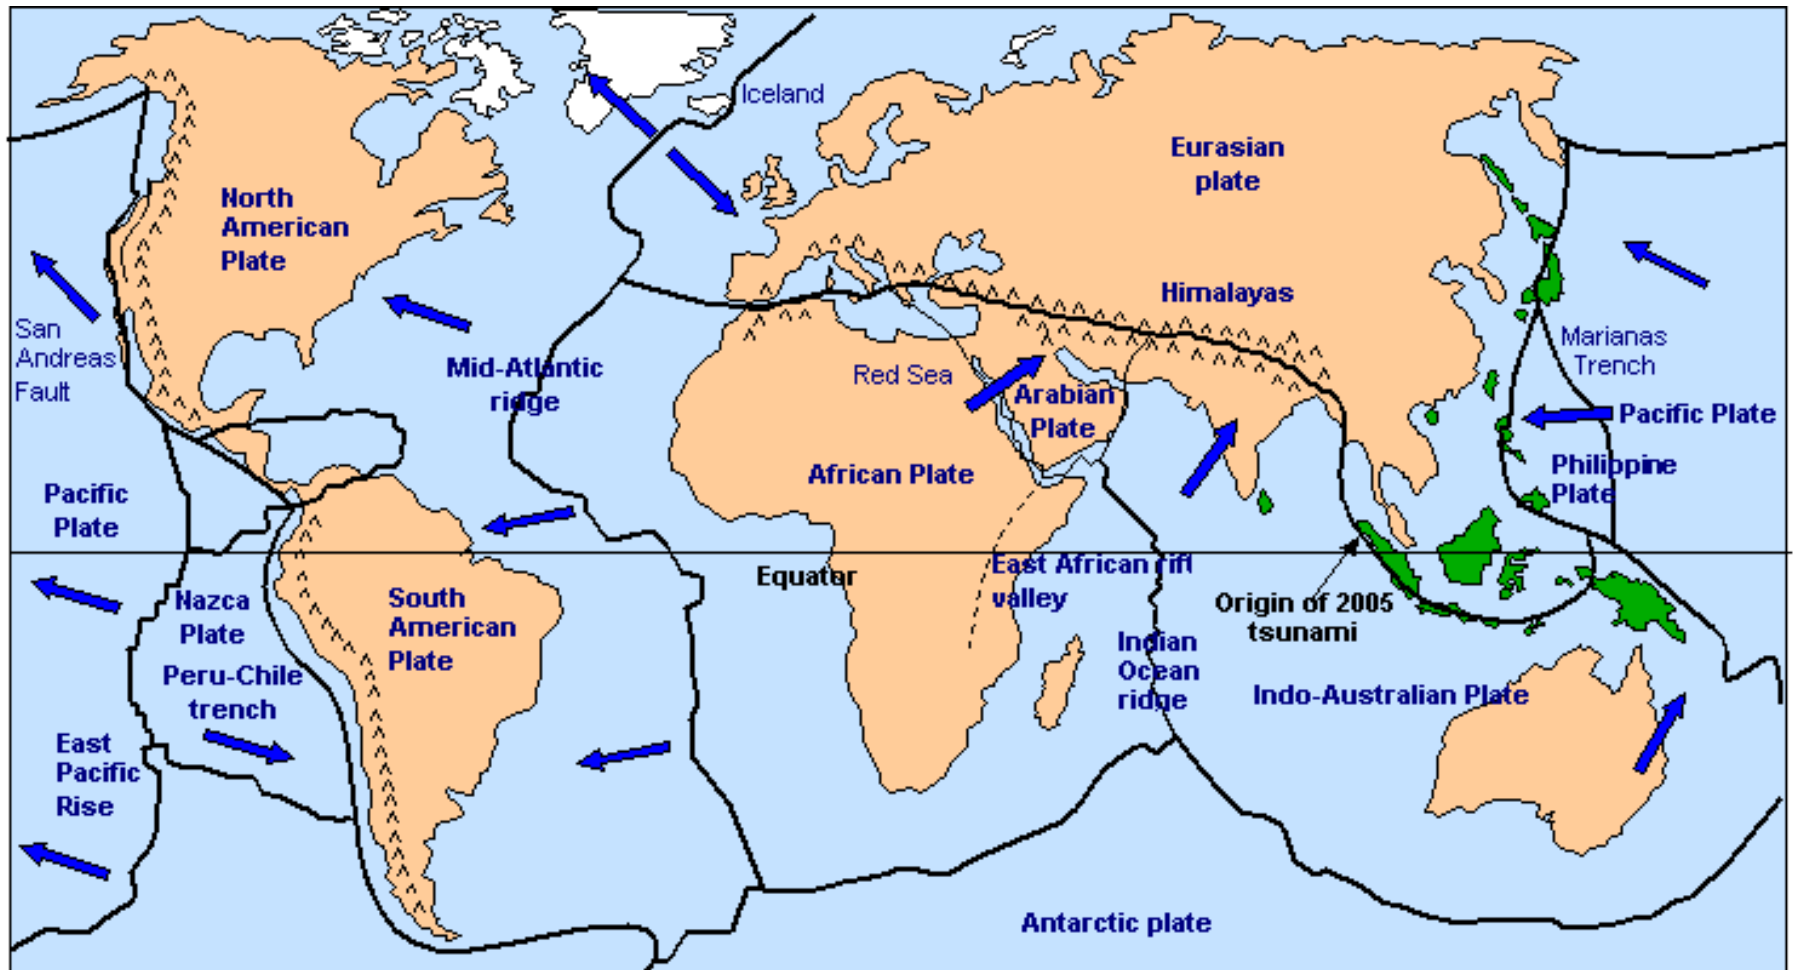 Iceland
Eurasian
plate
North
American
Plate
Himalayas
San
Andreas
Fault
Marianas
Trench
Mid-Atlantic
ridge
Red Sea
Arabian
Plate
Pacific Plate
African Plate
Philippine
Plate
Pacific
Plate
Equator
East African rift
valley
Nazca
Plate
South
American
Plate
Origin of 2005
tsunami
Indian
Ocean
ridge
Peru-Chile
trench
Indo-Australian Plate
East
Pacific
Rise
Antarctic plate